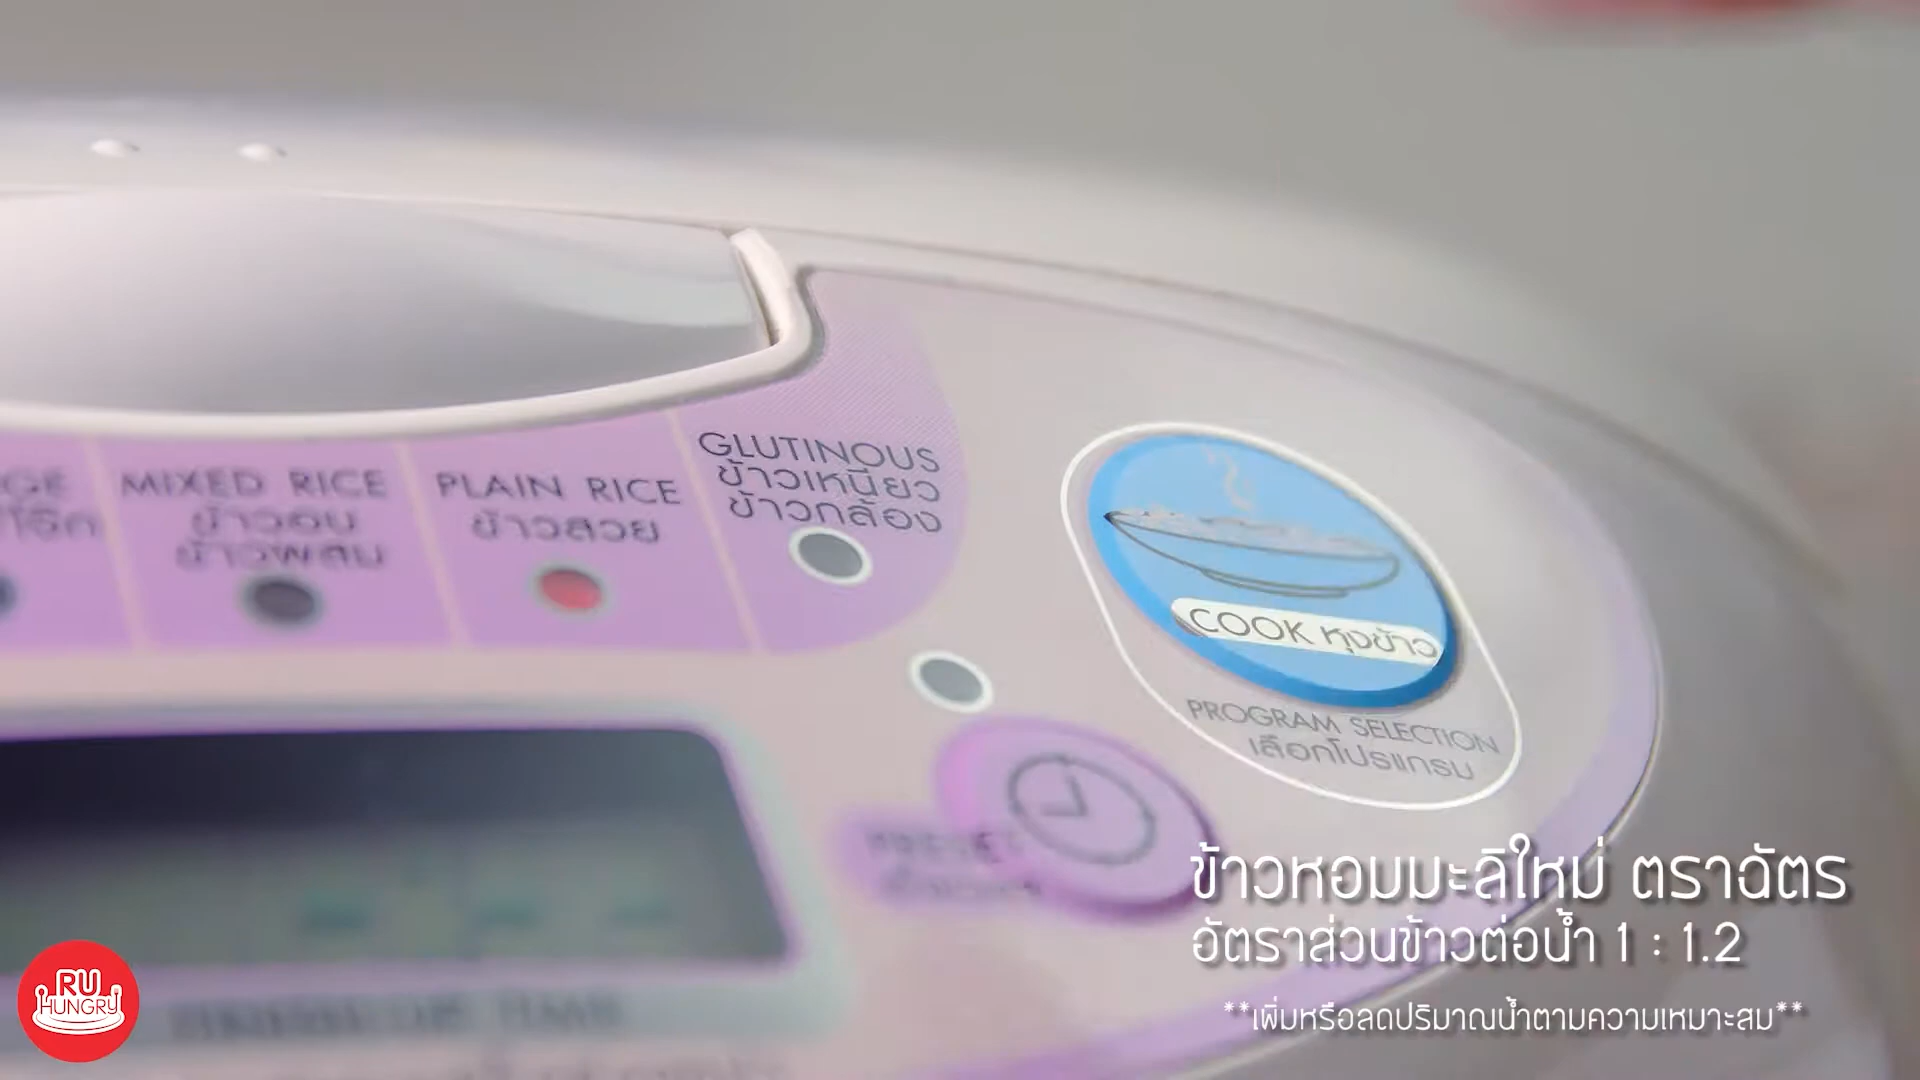 MIXED RICE
ข้าวอบ
ข้าวผสม
PLAIN RICE
ข้าวสวย
GLUTINOUS
ข้าวเหนียว
ข้าวกล้อง
COOK หุงข้าว
PROGRAM SELECTION
เลือกโปรแกรม
PRESET
ข้าวหอมมะลิใหม่ ตราฉัตร
อัตราส่วนข้าวต่อน้ำ 1 : 1.2
**เพิ่มหรือลดปริมาณน้ำตามความเหมาะสม**
RU
HUNGRY